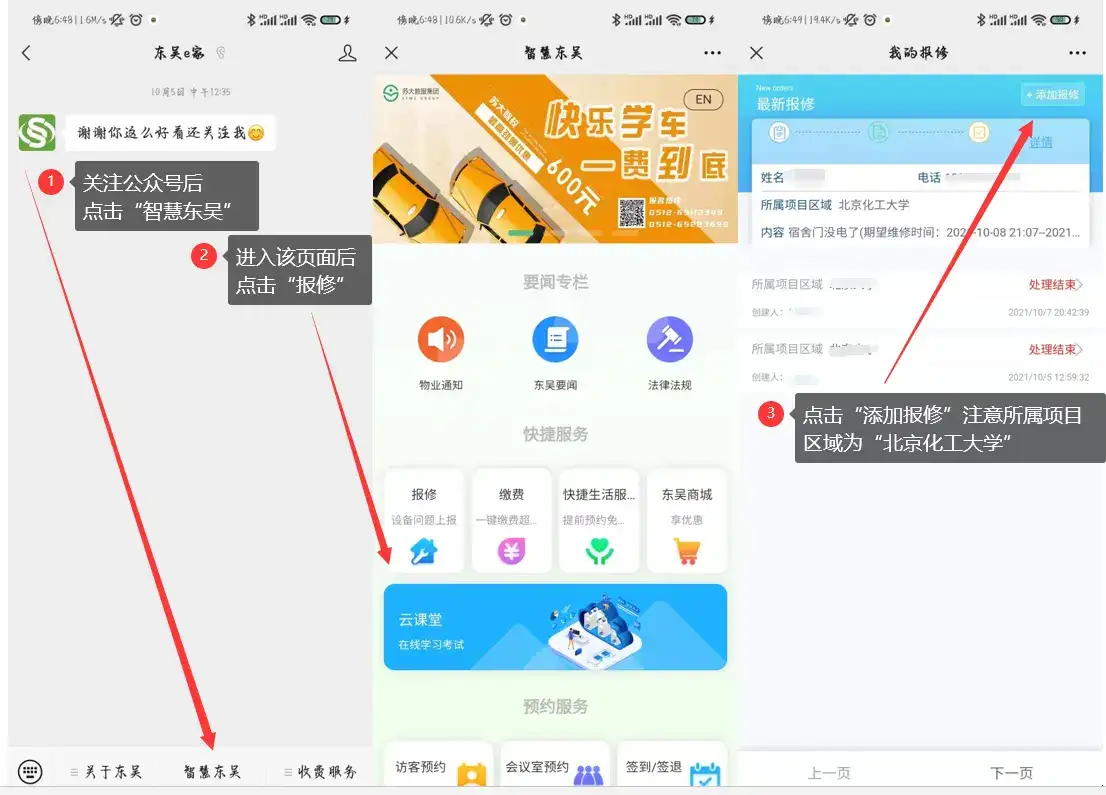 傍晚6:48|1.6M/s
东吴e家
10月5日 中午12:35
谢谢你这么好看还关注我😊
1
关注公众号后
点击“智慧东吴”
2
进入该页面后
点击“报修”
关于东吴
智慧东吴
收费服务
傍晚6:48|10.6K/s
智慧东吴
苏大教服集团
EN
苏大高校
最高强度优惠
600元
快乐学车
一费到底
要闻专栏
物业通知
东吴要闻
法律法规
快捷服务
报修
设备问题上报
缴费
一键缴费超...
快捷生活服...
提前预约免...
东吴商城
享优惠
云课堂
在线学习考试
预约服务
访客预约
会议室预约
签到/签退
傍晚6:49|19.4K/s
我的报修
New orders
最新报修
+ 添加报修
详情
姓名
电话
所属项目区域 北京化工大学
内容 宿舍门没电了(期望维修时间：2021-10-08 21:07--2021...
所属项目区域
处理结束
创建人：
2021/10/7 20:42:39
所属项目区域
处理结束
创建人：
2021/10/5 12:59:32
3
点击“添加报修”注意所属项目
区域为“北京化工大学”
上一页
下一页